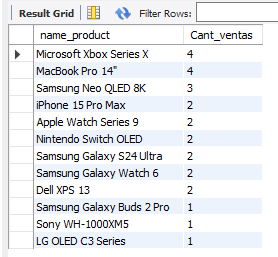 Result Grid Filter Rows:
name_product Cant_ventas
Microsoft Xbox Series X 4
MacBook Pro 14" 4
Samsung Neo QLED 8K 3
iPhone 15 Pro Max 2
Apple Watch Series 9 2
Nintendo Switch OLED 2
Samsung Galaxy S24 Ultra 2
Samsung Galaxy Watch 6 2
Dell XPS 13 2
Samsung Galaxy Buds 2 Pro 1
Sony WH-1000XM5 1
LG OLED C3 Series 1